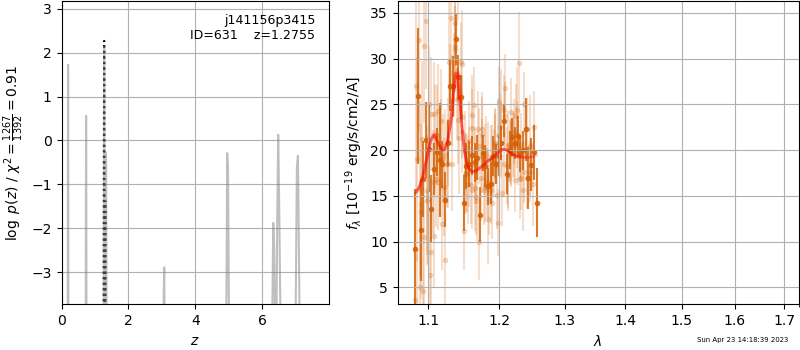 j141156p3415
ID=631 z=1.2755
log p(z) / χ² = 1267/1392 = 0.91
3
2
1
0
−1
−2
−3
0 2 4 6
z
fλ [10⁻¹⁹ erg/s/cm2/A]
35
30
25
20
15
10
5
1.1 1.2 1.3 1.4 1.5 1.6 1.7
λ
Sun Apr 23 14:18:39 2023